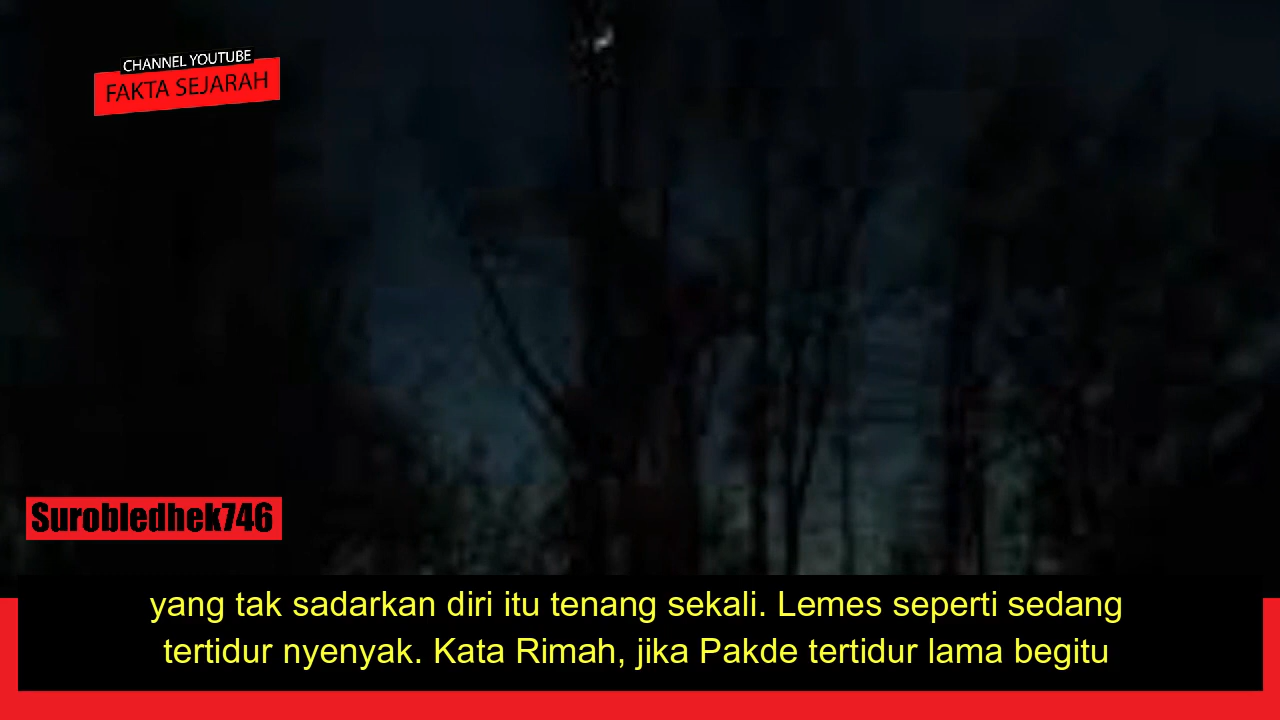 CHANNEL YOUTUBE
FAKTA SEJARAH
Surobledhek746
yang tak sadarkan diri itu tenang sekali. Lemes seperti sedang
tertidur nyenyak. Kata Rimah, jika Pakde tertidur lama begitu